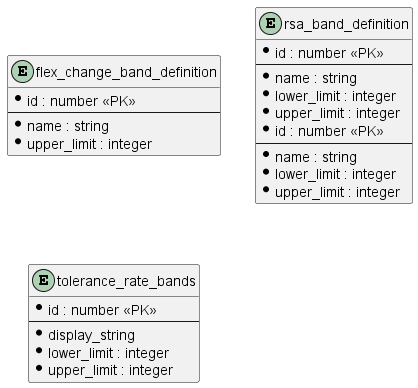 E flex_change_band_definition
id : number «PK»
name : string
upper_limit : integer
E rsa_band_definition
id : number «PK»
name : string
lower_limit : integer
upper_limit : integer
id : number «PK»
name : string
lower_limit : integer
upper_limit : integer
E tolerance_rate_bands
id : number «PK»
display_string
lower_limit : integer
upper_limit : integer